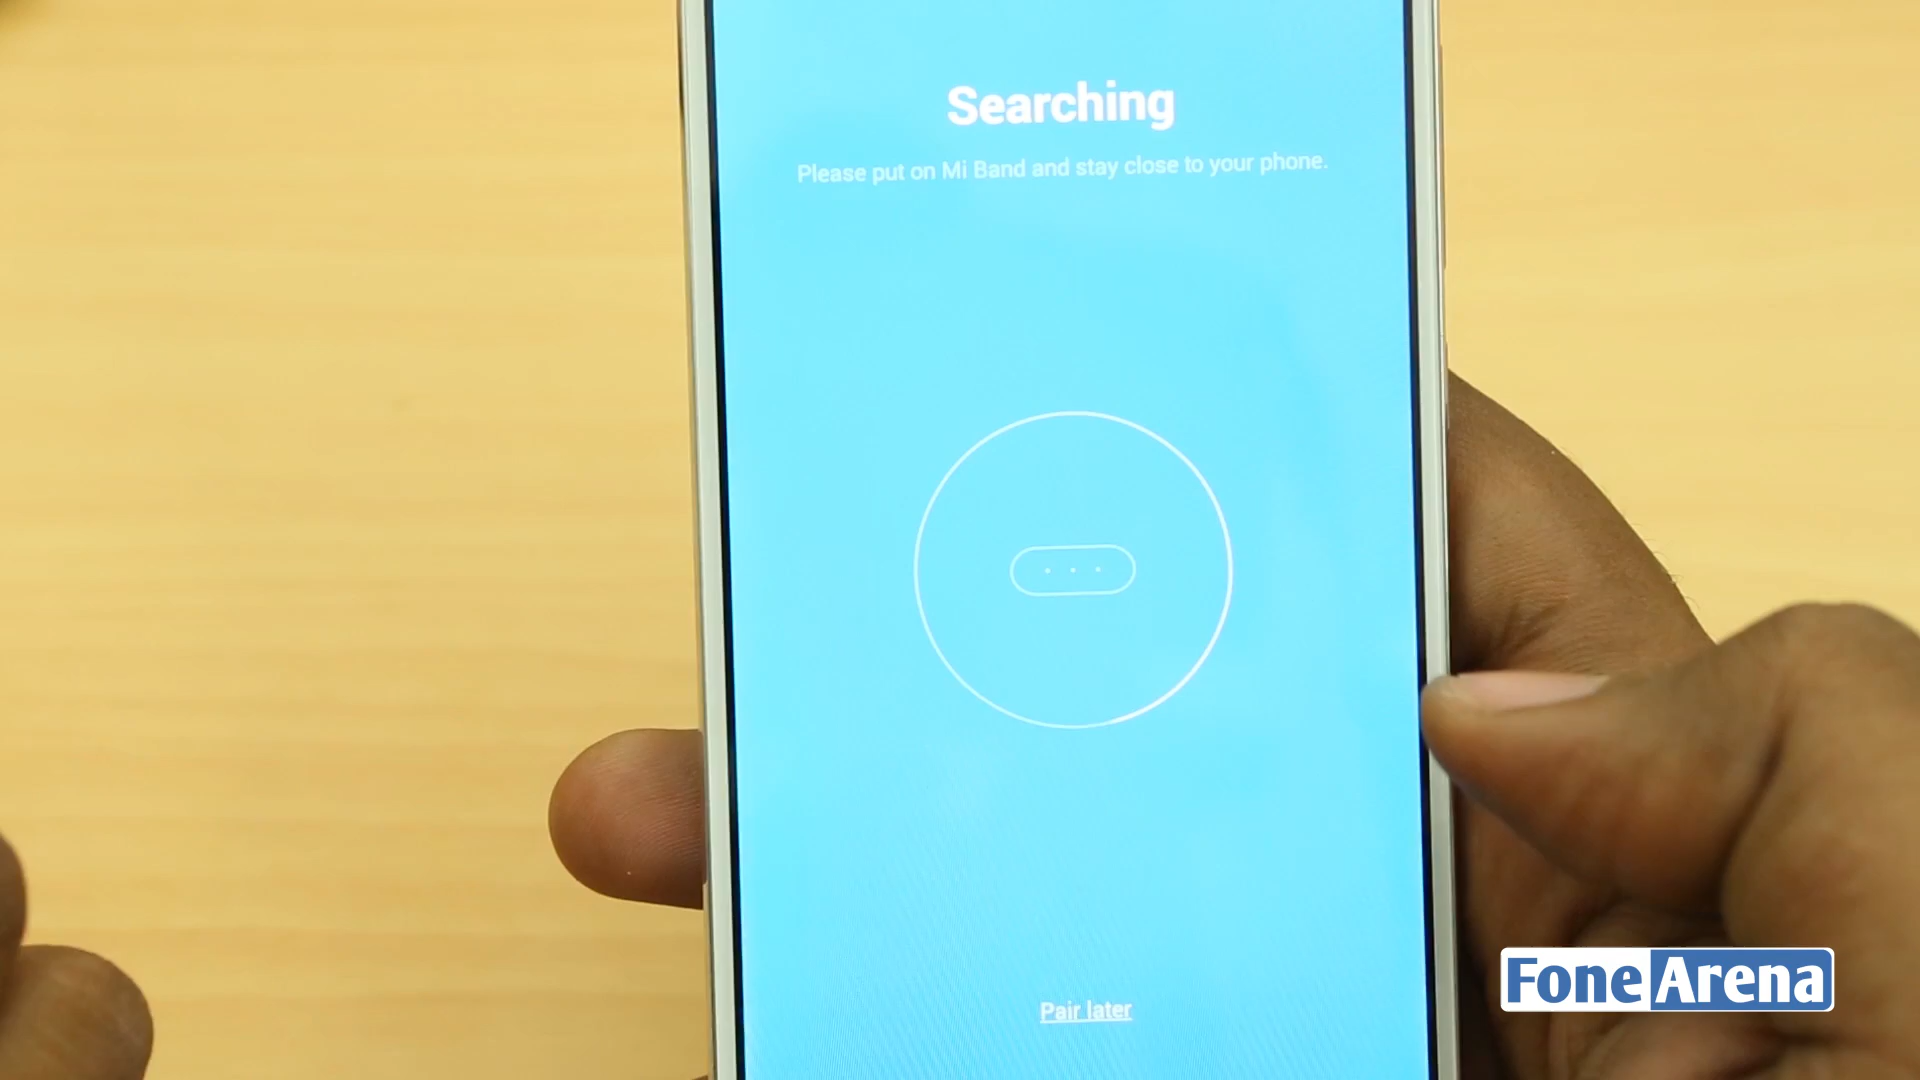 Searching
Please put on Mi Band and stay close to your phone.
Pair later
FoneArena